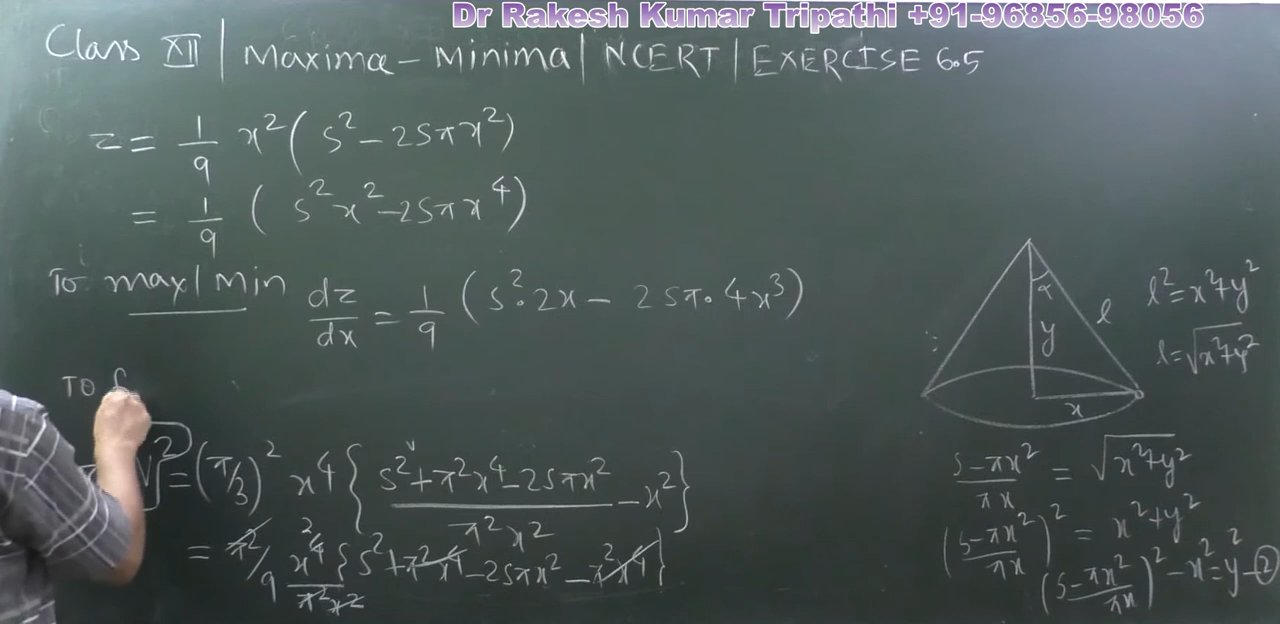 Dr Rakesh Kumar Tripathi +91-96856-98056
Class XII | Maxima - Minima | NCERT | EXERCISE 6.5
z = 1/9 x² ( s² - 2sπx² )
= 1/9 ( s²x² - 2sπx⁴ )
To max/Min dz/dx = 1/9 ( s²·2x - 2sπ·4x³ )
TO f
V² = (π/3)² x⁴ { (s² + π²x⁴ - 2sπx²)/(π²x²) - x² }
= π²/9 x⁴/(π²x²) { s² + π²x⁴ - 2sπx² - π²x⁴ }
α
y
l
x
l² = x² + y²
l = √(x² + y²)
(s - πx²)/(πx) = √(x² + y²)
((s - πx²)/(πx))² = x² + y²
((s - πx²)/(πx))² - x² = y² - ②